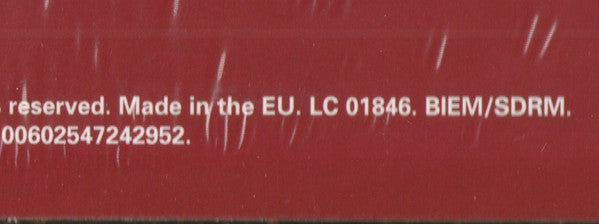 reserved. Made in the EU. LC 01846. BIEM/SDRM.
00602547242952.